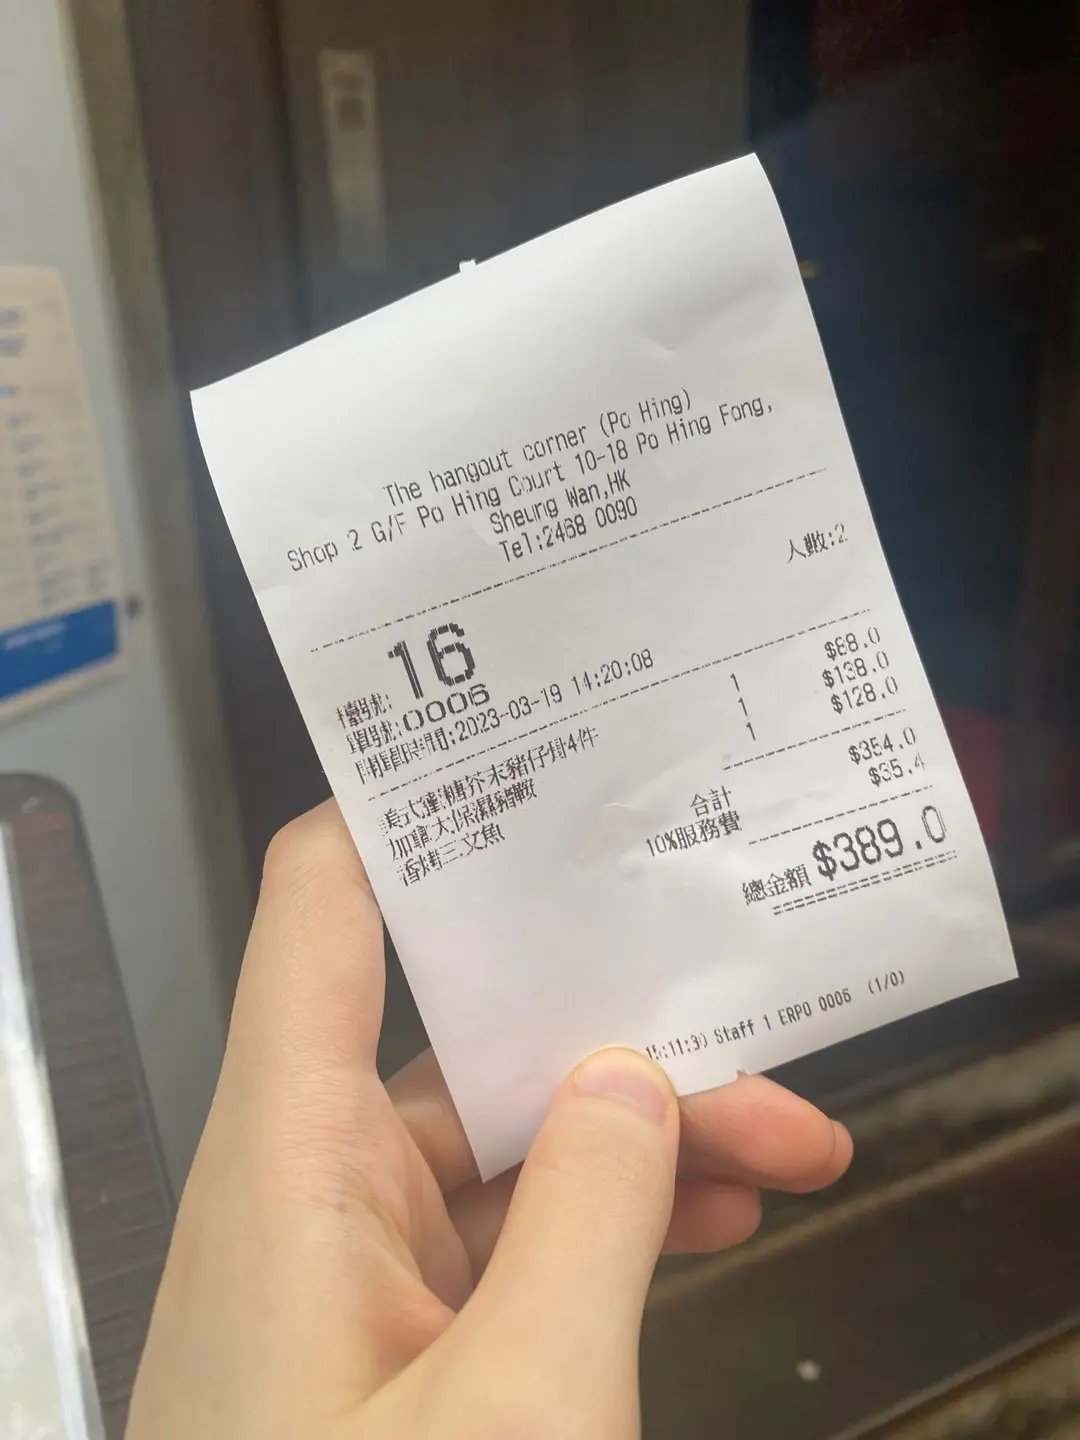 The hangout corner (Po Hing)
Shop 2 G/F Po Hing Court 10-18 Po Hing Fong,
Sheung Wan,HK
Tel:2468 0090
人數:2
檯號: 16
單號:0006
開單時間:2023-03-19 14:20:08
美式蜜糖芥末豬仔骨4件 1 $88.0
加拿大保濕豬鞍 1 $138.0
香烤三文魚 1 $128.0
合計 $354.0
10%服務費 $35.4
總金額 $389.0
15:11:30 Staff 1 ERPO 0006 (1/0)